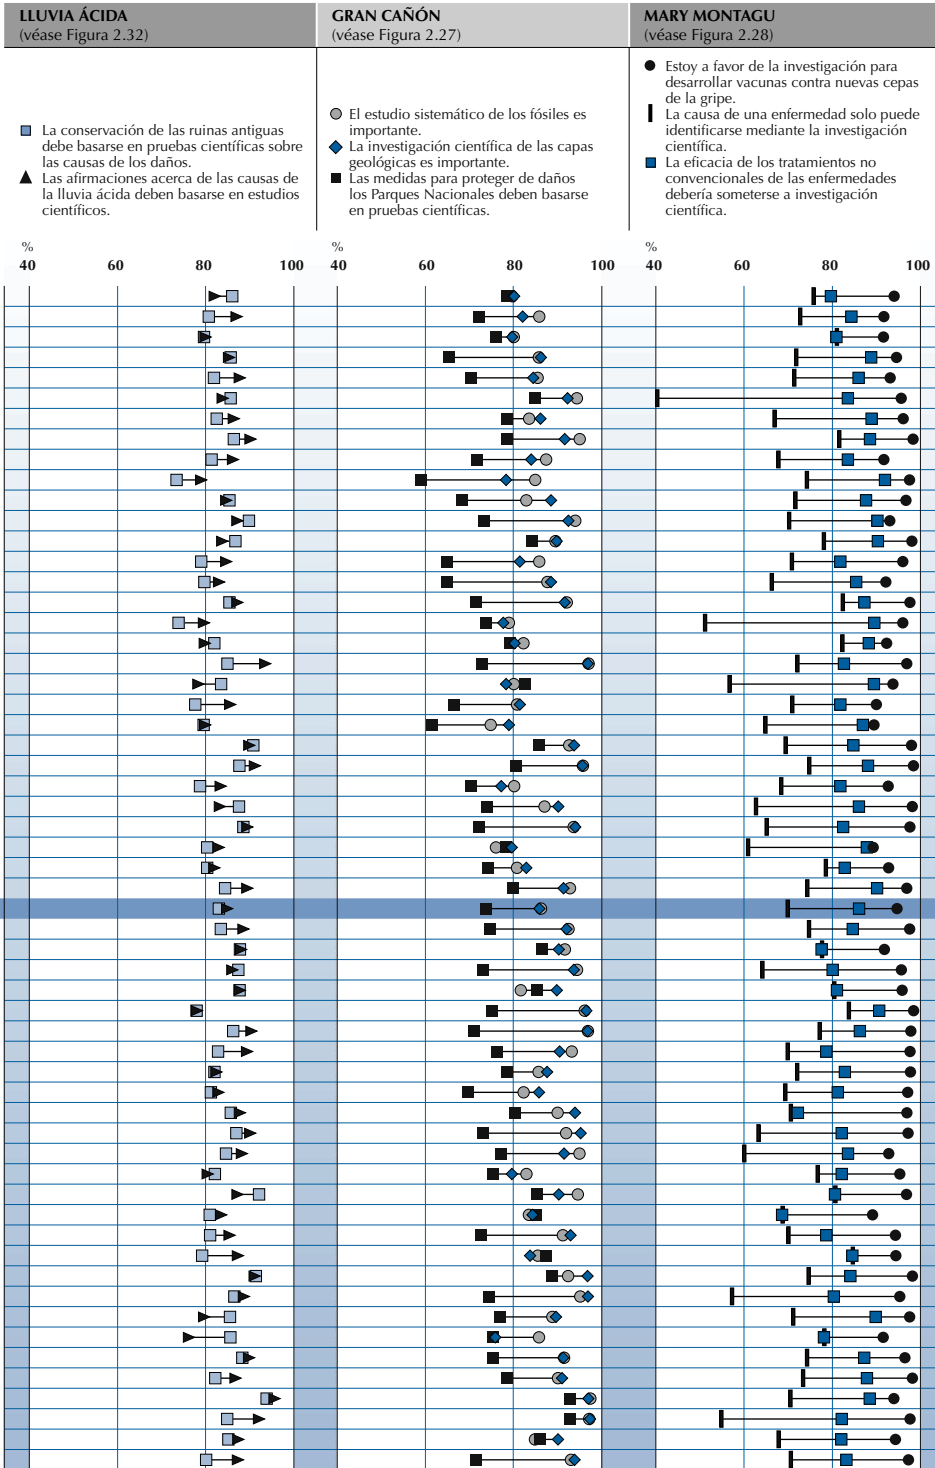 LLUVIA ÁCIDA
(véase Figura 2.32)
La conservación de las ruinas antiguas
debe basarse en pruebas científicas sobre
las causas de los daños.
Las afirmaciones acerca de las causas de
la lluvia ácida deben basarse en estudios
científicos.
GRAN CAÑÓN
(véase Figura 2.27)
El estudio sistemático de los fósiles es
importante.
La investigación científica de las capas
geológicas es importante.
Las medidas para proteger de daños
los Parques Nacionales deben basarse
en pruebas científicas.
MARY MONTAGU
(véase Figura 2.28)
Estoy a favor de la investigación para
desarrollar vacunas contra nuevas cepas
de la gripe.
La causa de una enfermedad solo puede
identificarse mediante la investigación
científica.
La eficacia de los tratamientos no
convencionales de las enfermedades
debería someterse a investigación
científica.
%
40 60 80 100
%
40 60 80 100
%
40 60 80 100